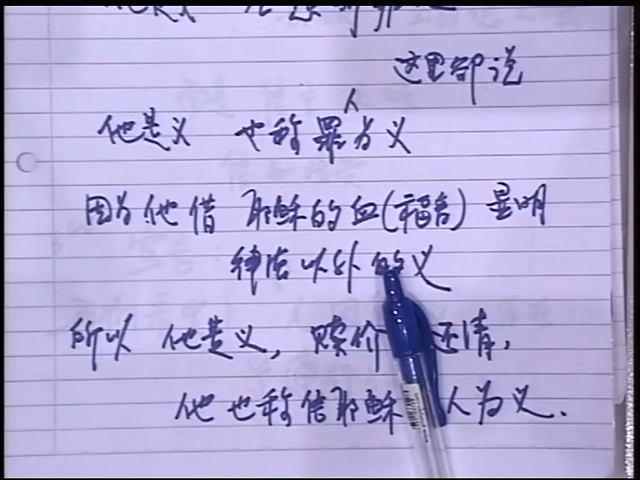 这里都说
他是义 也称罪人为义
因为他借 耶稣的血(福音) 显明
律法以外的义
所以 他是义, 赎价 还清,
他也称信耶稣 人为义.